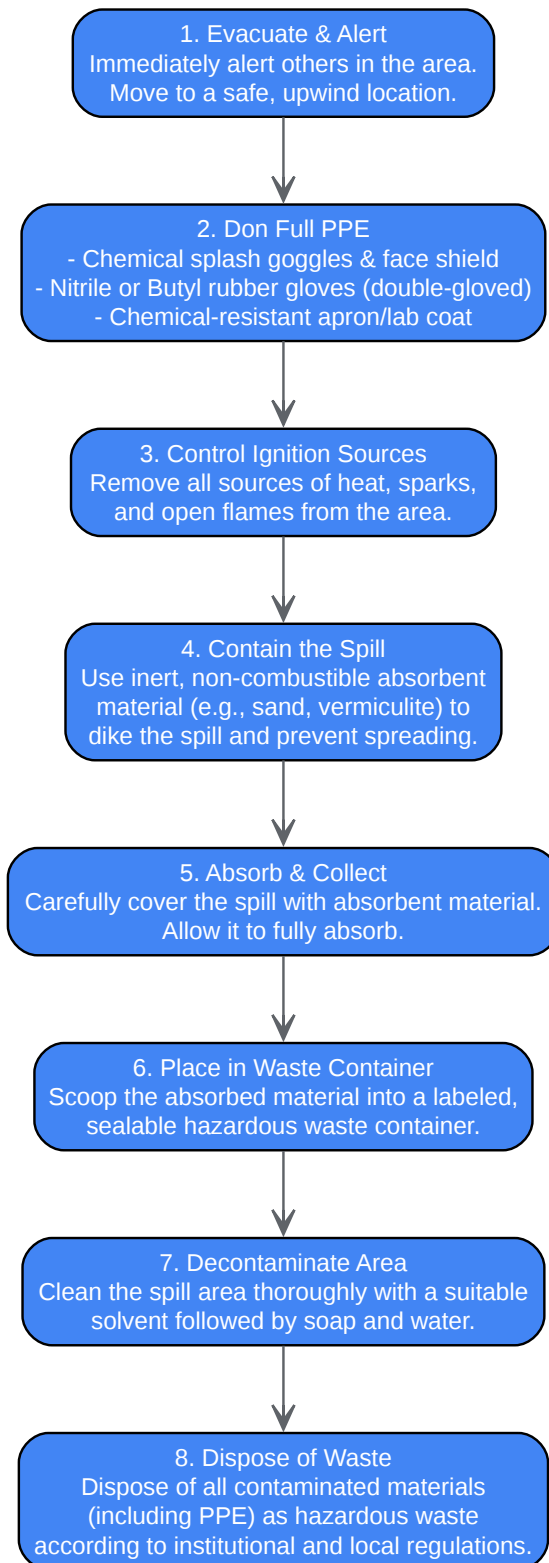 1. Evacuate & Alert
Immediately alert others in the area.
Move to a safe, upwind location.
2. Don Full PPE
- Chemical splash goggles & face shield
- Nitrile or Butyl rubber gloves (double-gloved)
- Chemical-resistant apron/lab coat
3. Control Ignition Sources
Remove all sources of heat, sparks,
and open flames from the area.
4. Contain the Spill
Use inert, non-combustible absorbent
material (e.g., sand, vermiculite) to
dike the spill and prevent spreading.
5. Absorb & Collect
Carefully cover the spill with absorbent material.
Allow it to fully absorb.
6. Place in Waste Container
Scoop the absorbed material into a labeled,
sealable hazardous waste container.
7. Decontaminate Area
Clean the spill area thoroughly with a suitable
solvent followed by soap and water.
8. Dispose of Waste
Dispose of all contaminated materials
(including PPE) as hazardous waste
according to institutional and local regulations.